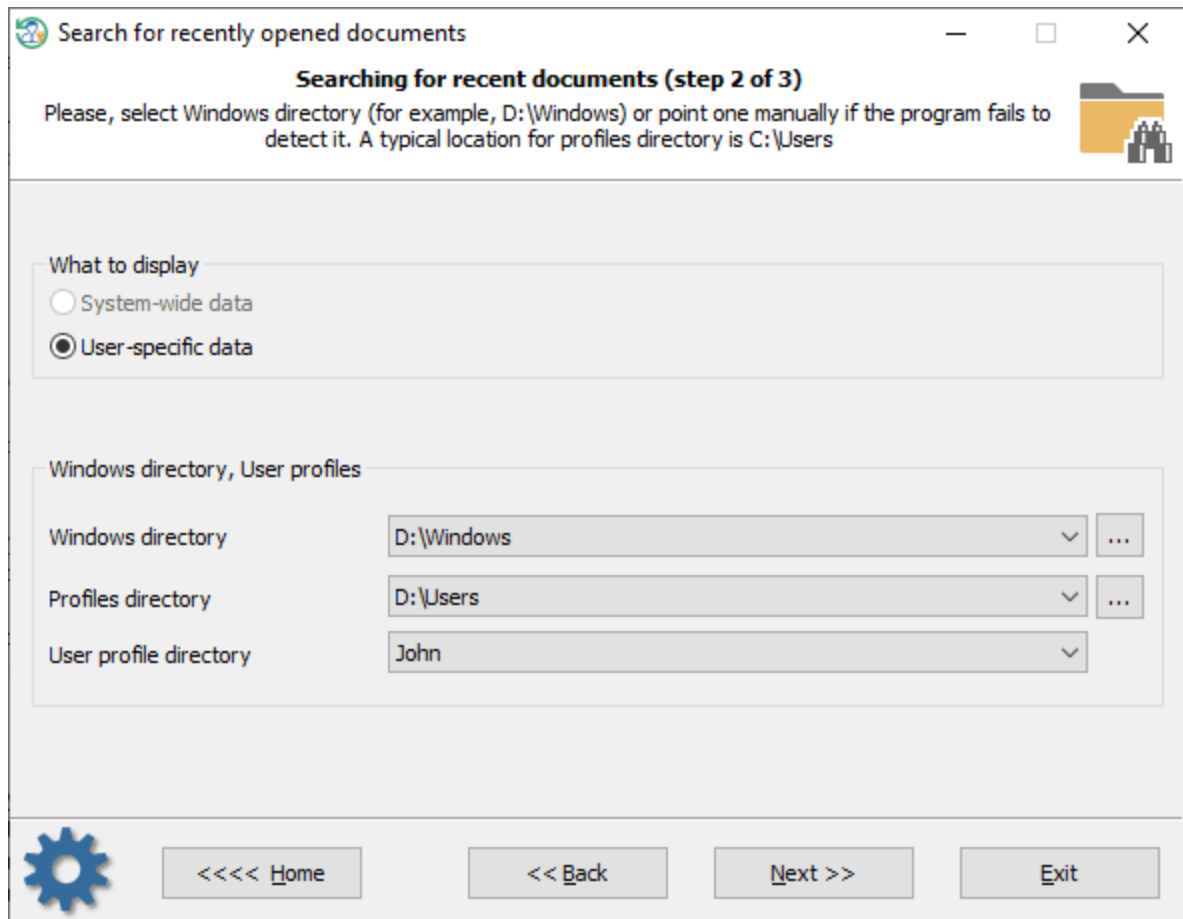 Search for recently opened documents
Searching for recent documents (step 2 of 3)
Please, select Windows directory (for example, D:\Windows) or point one manually if the program fails to
detect it. A typical location for profiles directory is C:\Users
What to display
System-wide data
User-specific data
Windows directory, User profiles
Windows directory D:\Windows ...
Profiles directory D:\Users ...
User profile directory John
<<<< Home << Back Next >> Exit